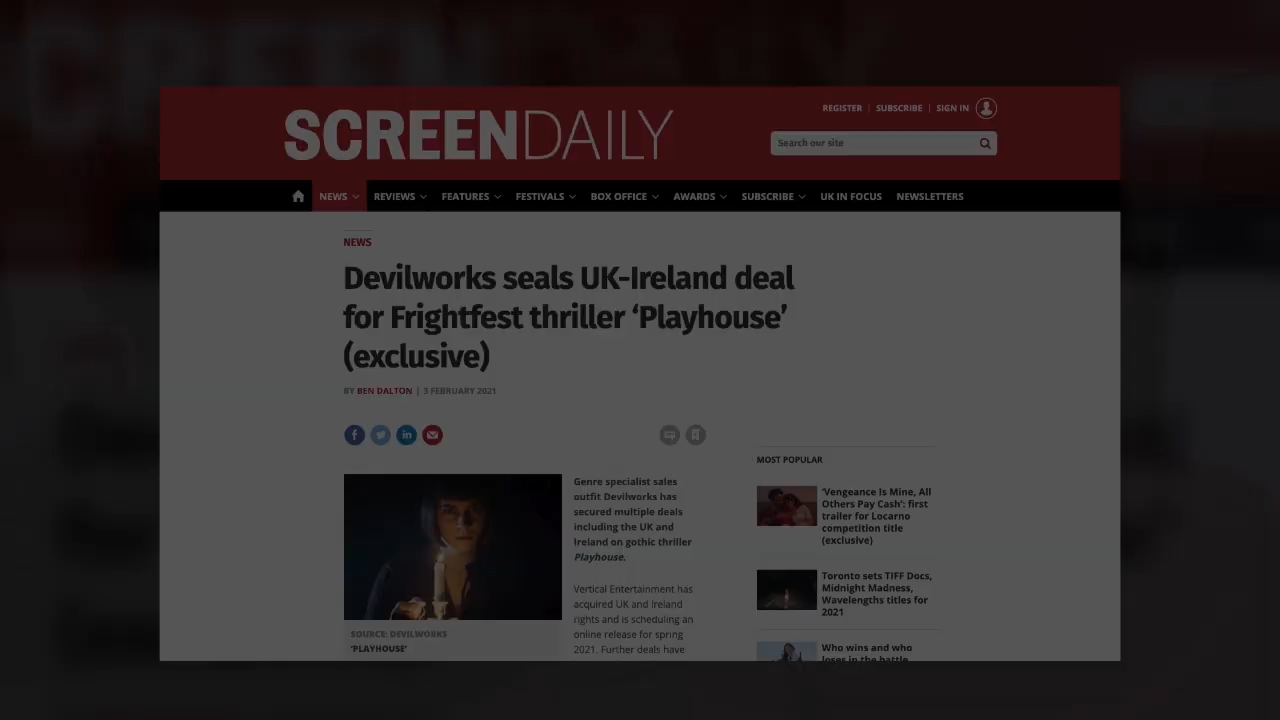 SCREENDAILY
REGISTER | SUBSCRIBE | SIGN IN
Search our site
NEWS REVIEWS FEATURES FESTIVALS BOX OFFICE AWARDS SUBSCRIBE UK IN FOCUS NEWSLETTERS
NEWS
Devilworks seals UK-Ireland deal
for Frightfest thriller ‘Playhouse’
(exclusive)
BY BEN DALTON | 3 FEBRUARY 2021
Genre specialist sales
outfit Devilworks has
secured multiple deals
including the UK and
Ireland on gothic thriller
Playhouse.
Vertical Entertainment has
acquired UK and Ireland
rights and is scheduling an
online release for spring
2021. Further deals have
SOURCE: DEVILWORKS
‘PLAYHOUSE’
MOST POPULAR
‘Vengeance Is Mine, All
Others Pay Cash’: first
trailer for Locarno
competition title
(exclusive)
Toronto sets TIFF Docs,
Midnight Madness,
Wavelengths titles for
2021
Who wins and who
loses in the battle